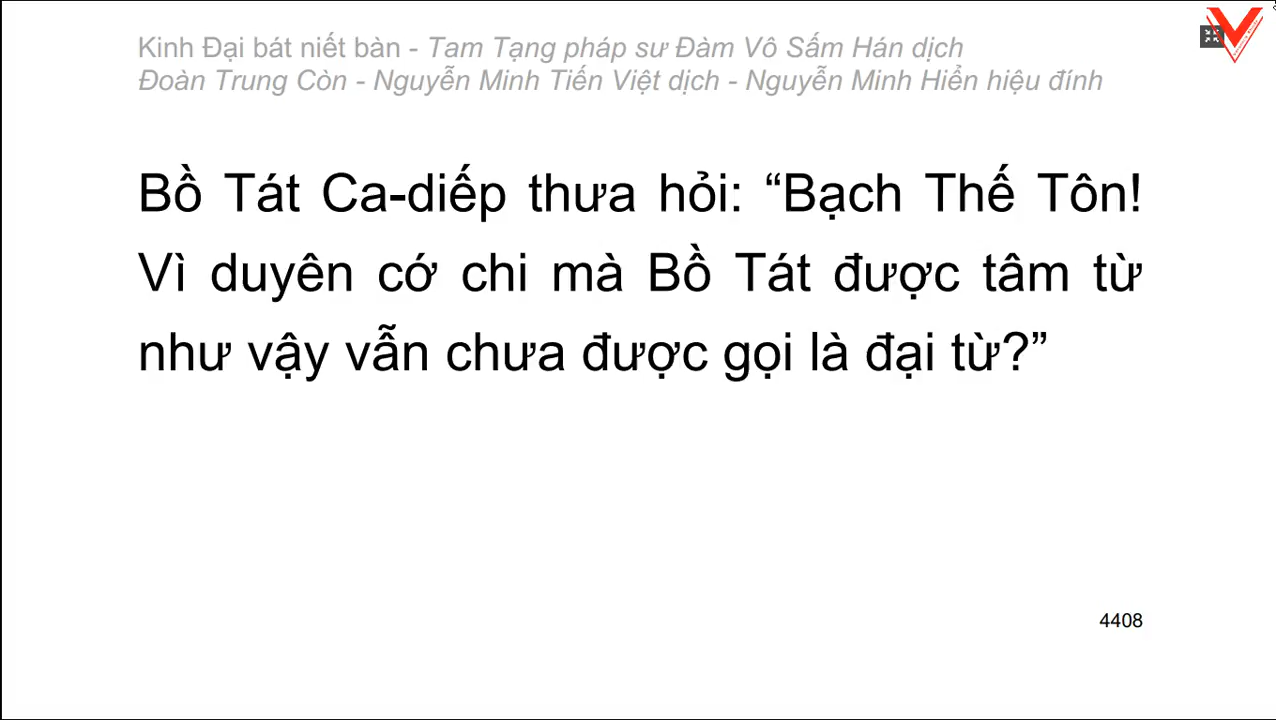 Kinh Đại bát niết bàn - Tam Tạng pháp sư Đàm Vô Sấm Hán dịch
Đoàn Trung Còn - Nguyễn Minh Tiến Việt dịch - Nguyễn Minh Hiển hiệu đính
Bồ Tát Ca-diếp thưa hỏi: “Bạch Thế Tôn!
Vì duyên cớ chi mà Bồ Tát được tâm từ
như vậy vẫn chưa được gọi là đại từ?”
4408